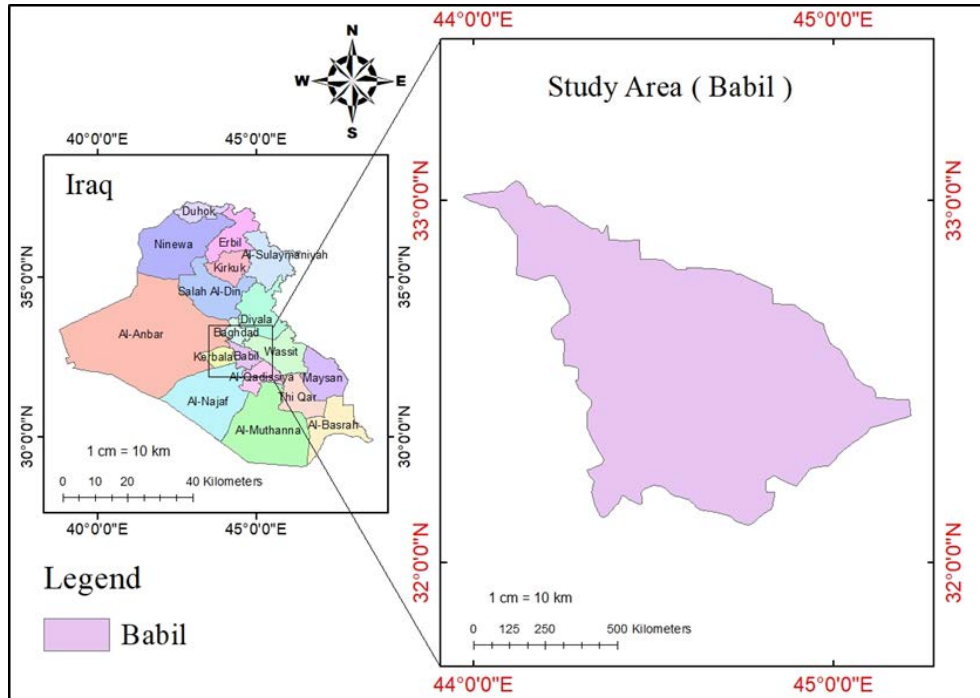 N
W E
S
40°0'0"E 45°0'0"E
35°0'0"N
30°0'0"N
Iraq
Duhok
Ninewa
Erbil
Al-Sulaymaniyah
Kirkuk
Salah Al-Din
Diyala
Al-Anbar
Baghdad
Kerbala
Babil
Wassit
Al-Qadissiya
Maysan
Al-Najaf
Thi Qar
Al-Muthanna
Al-Basrah
1 cm = 10 km
0 10 20 40 Kilometers
35°0'0"N
30°0'0"N
40°0'0"E 45°0'0"E
Legend
Babil
44°0'0"E 45°0'0"E
Study Area ( Babil )
33°0'0"N
32°0'0"N
1 cm = 10 km
0 125 250 500 Kilometers
33°0'0"N
32°0'0"N
44°0'0"E 45°0'0"E